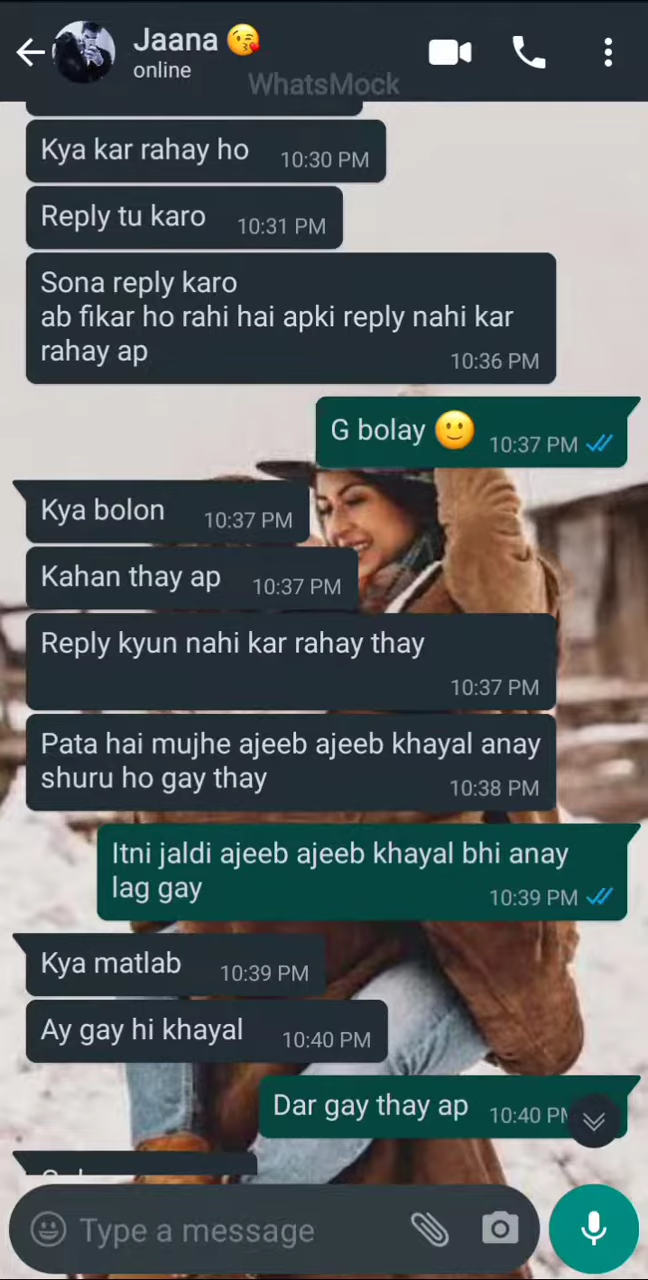 Jaana 😘
online
WhatsMock
Kya kar rahay ho 10:30 PM
Reply tu karo 10:31 PM
Sona reply karo
ab fikar ho rahi hai apki reply nahi kar
rahay ap 10:36 PM
G bolay 🙂 10:37 PM
Kya bolon 10:37 PM
Kahan thay ap 10:37 PM
Reply kyun nahi kar rahay thay
10:37 PM
Pata hai mujhe ajeeb ajeeb khayal anay
shuru ho gay thay 10:38 PM
Itni jaldi ajeeb ajeeb khayal bhi anay
lag gay 10:39 PM
Kya matlab 10:39 PM
Ay gay hi khayal 10:40 PM
Dar gay thay ap 10:40 PM
Type a message